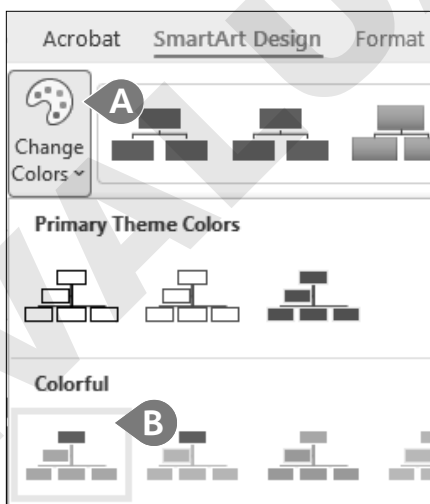 Acrobat SmartArt Design Format
A
Change
Colors
Primary Theme Colors
Colorful
B